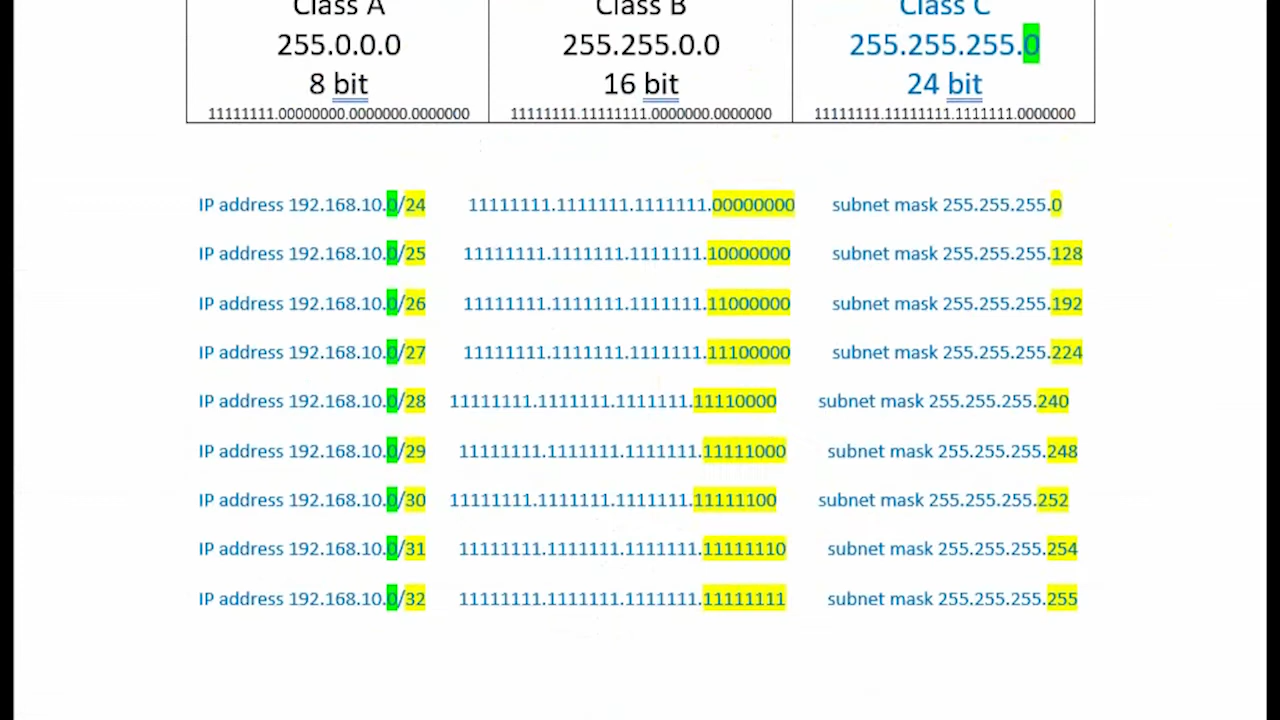 Class A Class B Class C
255.0.0.0 255.255.0.0 255.255.255.0
8 bit 16 bit 24 bit
11111111.00000000.0000000.0000000 11111111.11111111.0000000.0000000 11111111.11111111.1111111.0000000
IP address 192.168.10.0/24 11111111.1111111.1111111.00000000 subnet mask 255.255.255.0
IP address 192.168.10.0/25 11111111.1111111.1111111.10000000 subnet mask 255.255.255.128
IP address 192.168.10.0/26 11111111.1111111.1111111.11000000 subnet mask 255.255.255.192
IP address 192.168.10.0/27 11111111.1111111.1111111.11100000 subnet mask 255.255.255.224
IP address 192.168.10.0/28 11111111.1111111.1111111.11110000 subnet mask 255.255.255.240
IP address 192.168.10.0/29 11111111.1111111.1111111.11111000 subnet mask 255.255.255.248
IP address 192.168.10.0/30 11111111.1111111.1111111.11111100 subnet mask 255.255.255.252
IP address 192.168.10.0/31 11111111.1111111.1111111.11111110 subnet mask 255.255.255.254
IP address 192.168.10.0/32 11111111.1111111.1111111.11111111 subnet mask 255.255.255.255